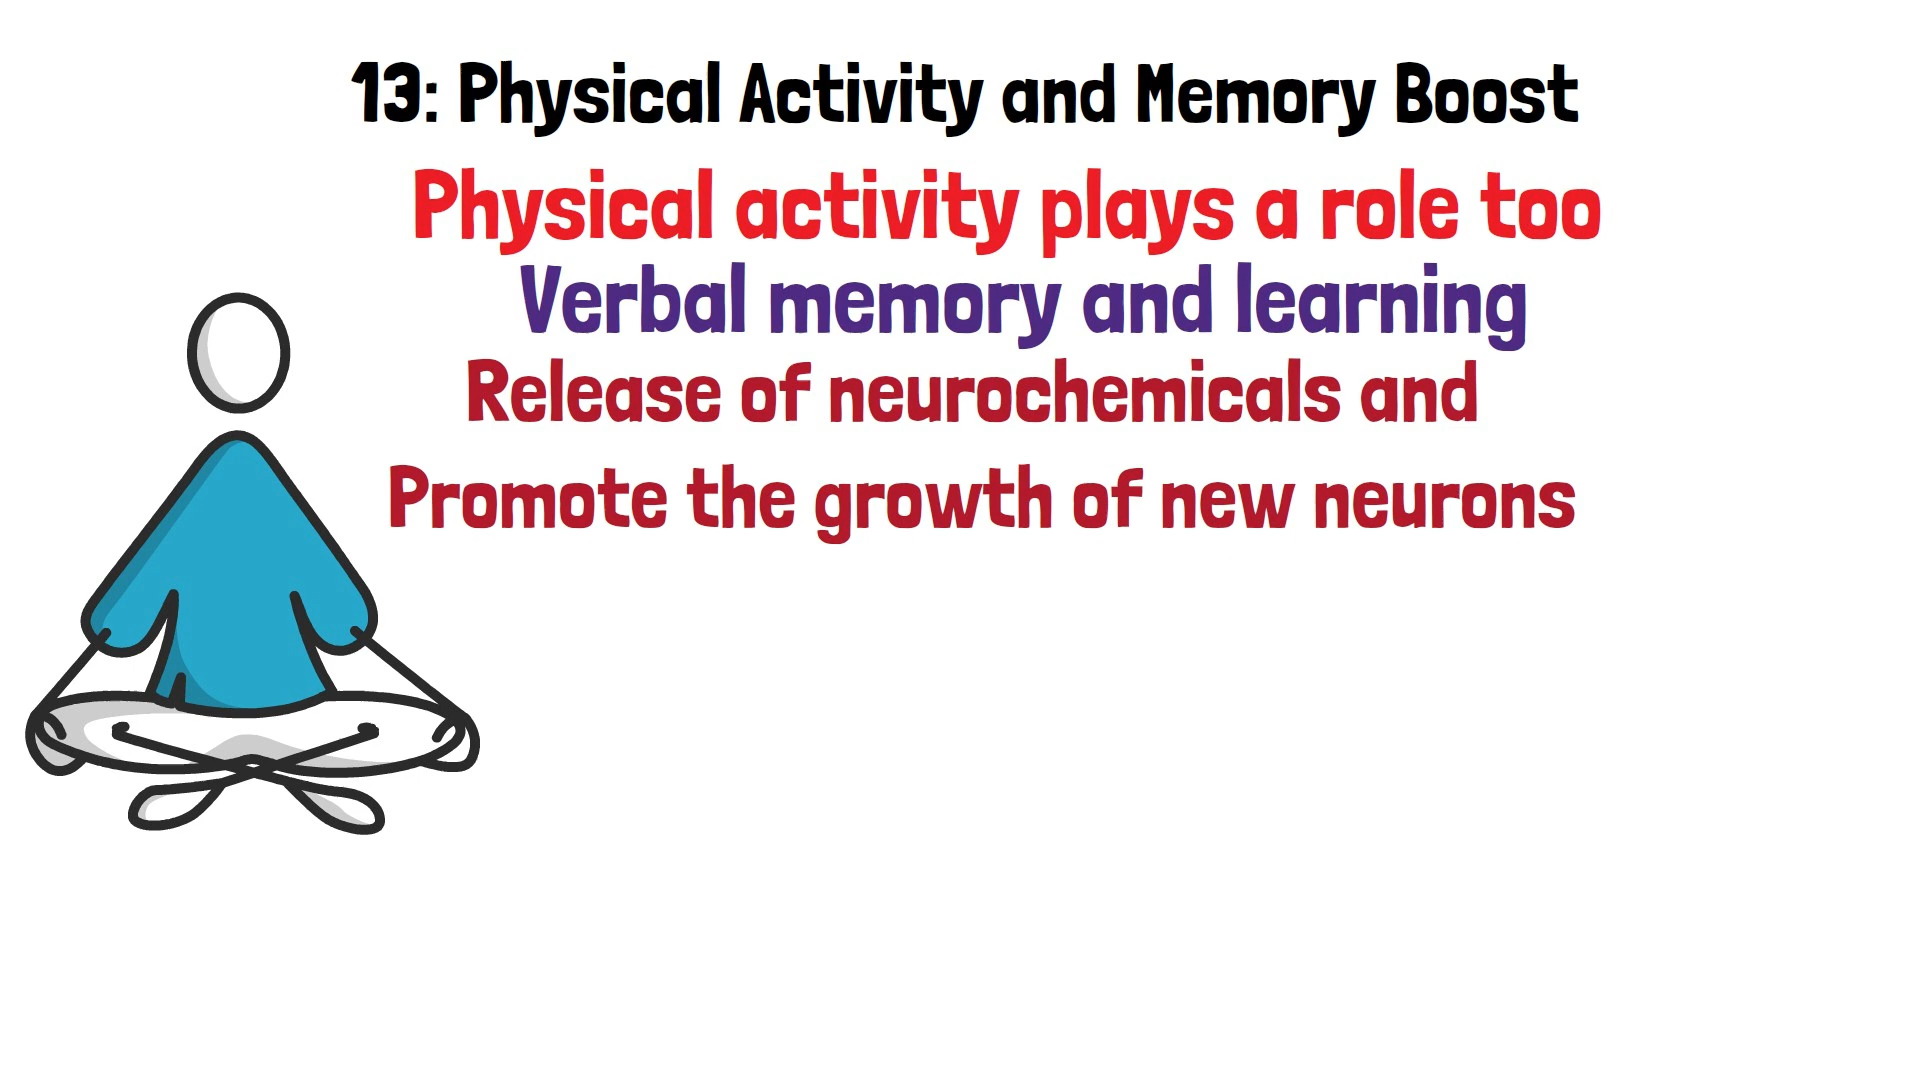 13: Physical Activity and Memory Boost
Physical activity plays a role too
Verbal memory and learning
Release of neurochemicals and
Promote the growth of new neurons